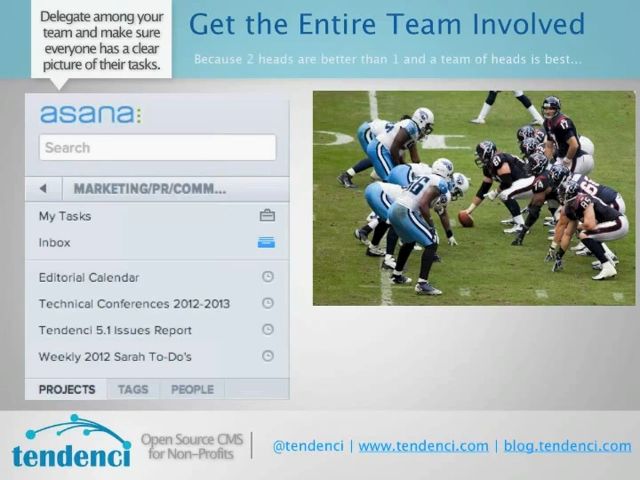 Delegate among your
team and make sure
everyone has a clear
picture of their tasks.
Get the Entire Team Involved
Because 2 heads are better than 1 and a team of heads is best...
asana:
Search
MARKETING/PR/COMM...
My Tasks
Inbox
Editorial Calendar
Technical Conferences 2012-2013
Tendenci 5.1 Issues Report
Weekly 2012 Sarah To-Do's
PROJECTS TAGS PEOPLE
17
81
74
tendenci
Open Source CMS
for Non-Profits
@tendenci | www.tendenci.com | blog.tendenci.com